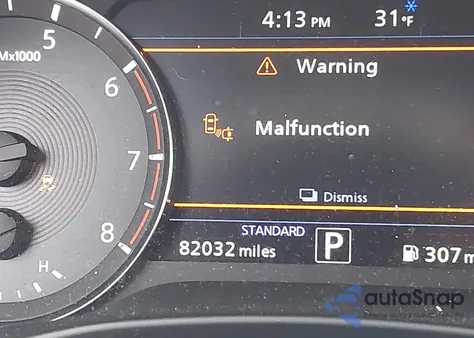 4:13 PM 31°F
5
Mx1000
Warning
6
Malfunction
7
Dismiss
8
STANDARD
82032 miles P 307 m
H
autoSnap